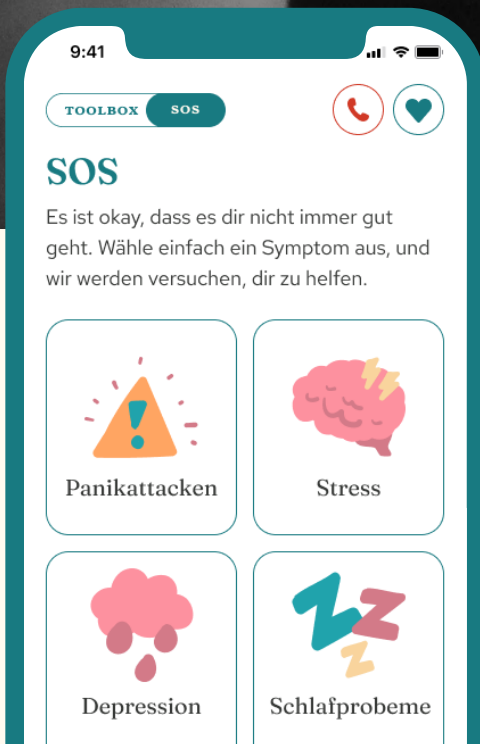 9:41
TOOLBOX SOS
SOS
Es ist okay, dass es dir nicht immer gut
geht. Wähle einfach ein Symptom aus, und
wir werden versuchen, dir zu helfen.
Panikattacken
Stress
Depression
Schlafprobeme